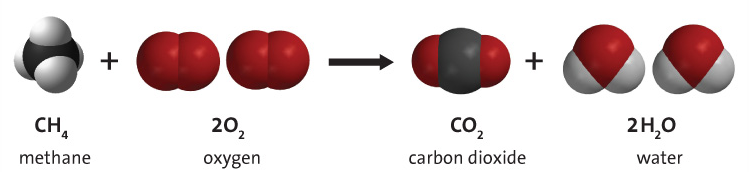 + +
CH₄ 2O₂ CO₂ 2H₂O
methane oxygen carbon dioxide water